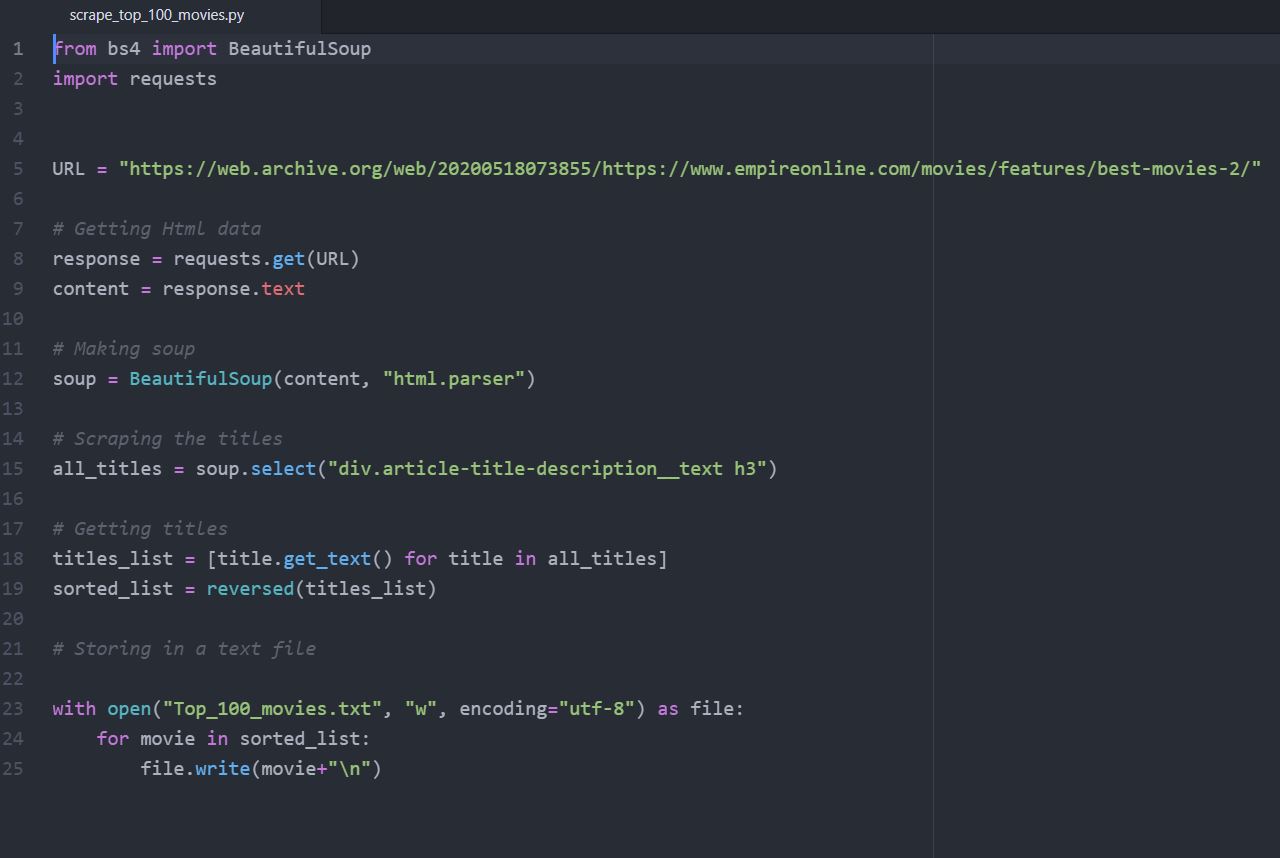 scrape_top_100_movies.py
1 from bs4 import BeautifulSoup
2 import requests
3
4
5 URL = "https://web.archive.org/web/20200518073855/https://www.empireonline.com/movies/features/best-movies-2/"
6
7 # Getting Html data
8 response = requests.get(URL)
9 content = response.text
10
11 # Making soup
12 soup = BeautifulSoup(content, "html.parser")
13
14 # Scraping the titles
15 all_titles = soup.select("div.article-title-description__text h3")
16
17 # Getting titles
18 titles_list = [title.get_text() for title in all_titles]
19 sorted_list = reversed(titles_list)
20
21 # Storing in a text file
22
23 with open("Top_100_movies.txt", "w", encoding="utf-8") as file:
24     for movie in sorted_list:
25         file.write(movie+"\n")